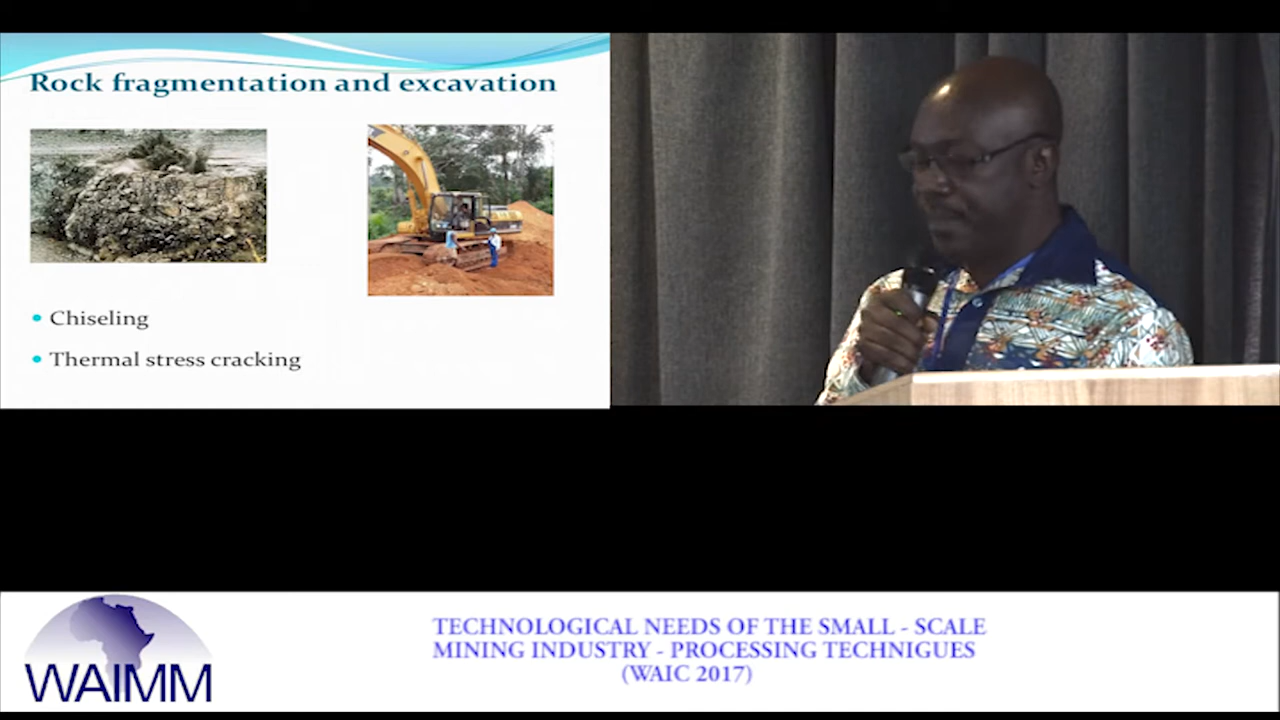 Rock fragmentation and excavation
Chiseling
Thermal stress cracking
WAIMM
TECHNOLOGICAL NEEDS OF THE SMALL - SCALE
MINING INDUSTRY - PROCESSING TECHNIGUES
(WAIC 2017)